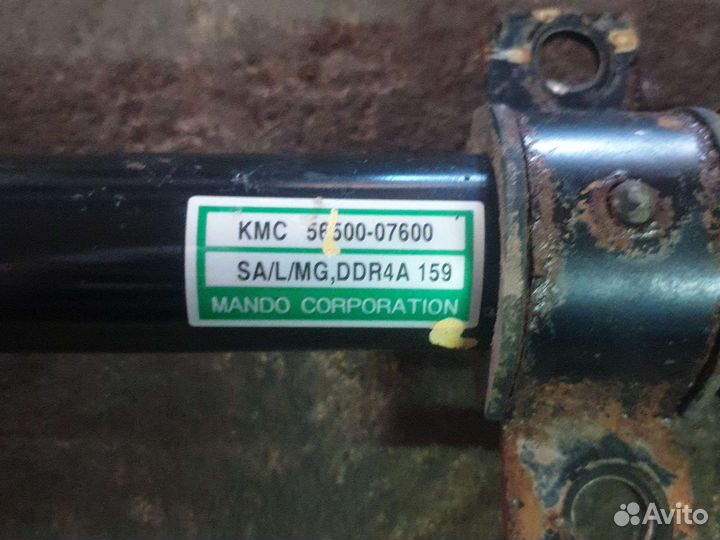 KMC 56500-07600
SA/L/MG,DDR4A 159
MANDO CORPORATION
Avito